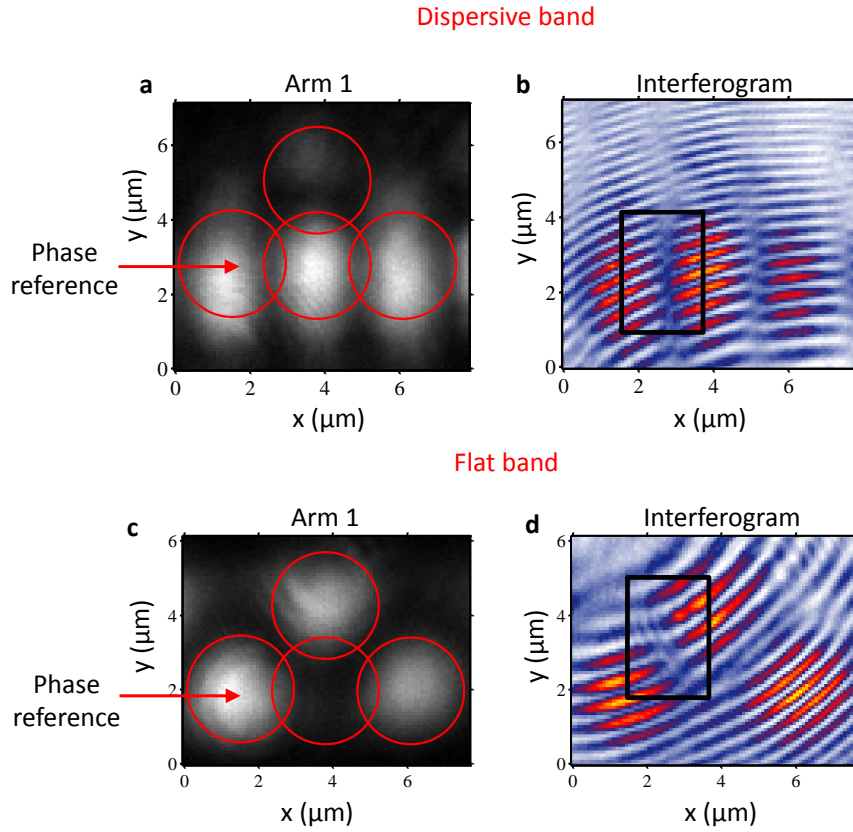 Dispersive band
a
Arm 1
b
Interferogram
6
4
2
0
y (µm)
Phase
reference
0
2
4
6
x (µm)
6
4
2
0
y (µm)
0
2
4
6
x (µm)
Flat band
c
Arm 1
d
Interferogram
6
4
2
0
y (µm)
Phase
reference
0
2
4
6
x (µm)
6
4
2
0
y (µm)
0
2
4
6
x (µm)